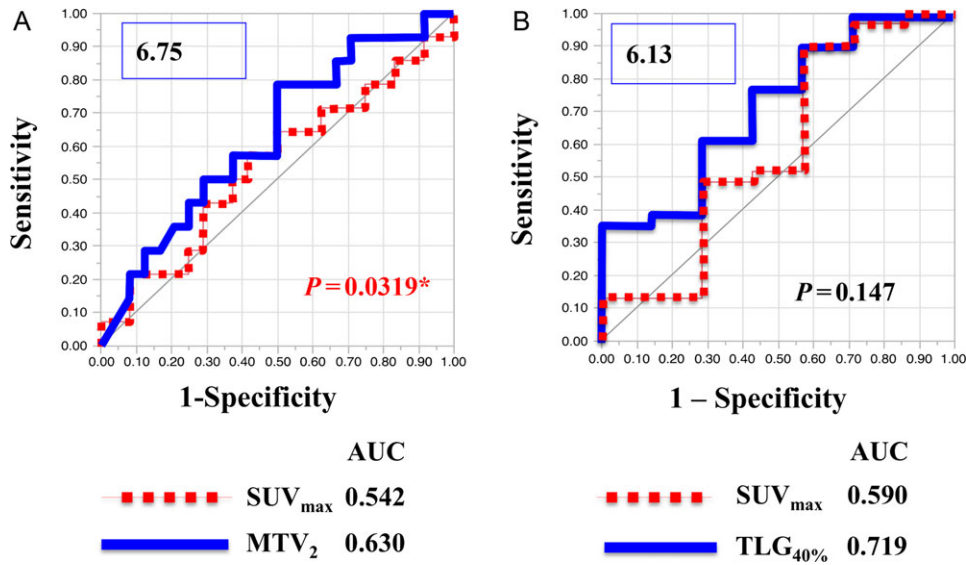 A
6.75
Sensitivity
1.00
0.90
0.80
0.70
0.60
0.50
0.40
0.30
0.20
0.10
0.00
P = 0.0319*
0.00 0.10 0.20 0.30 0.40 0.50 0.60 0.70 0.80 0.90 1.00
1-Specificity
AUC
SUVmax 0.542
MTV2 0.630
B
6.13
Sensitivity
1.00
0.90
0.80
0.70
0.60
0.50
0.40
0.30
0.20
0.10
0.00
P = 0.147
0.00 0.10 0.20 0.30 0.40 0.50 0.60 0.70 0.80 0.90 1.00
1 – Specificity
AUC
SUVmax 0.590
TLG40% 0.719